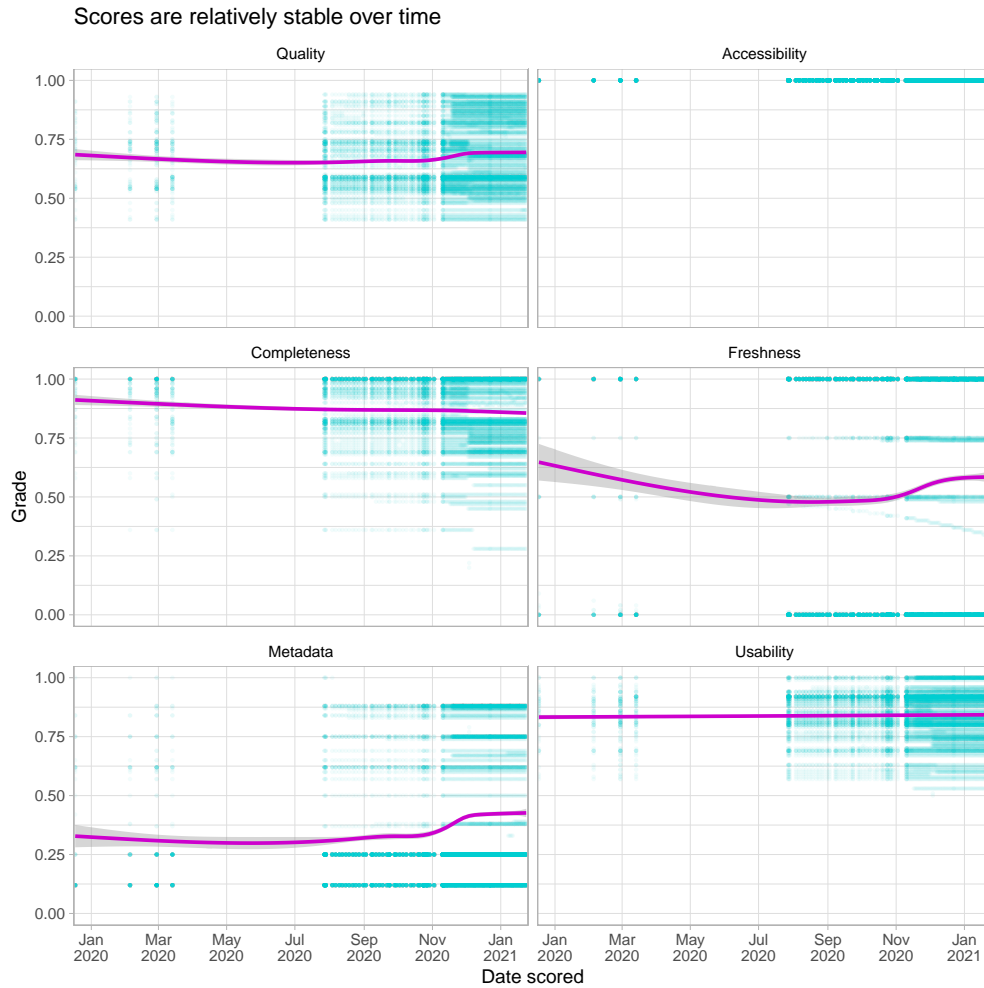 Scores are relatively stable over time
Quality
Accessibility
1.00
0.75
0.50
0.25
0.00
Completeness
Freshness
Grade
1.00
0.75
0.50
0.25
0.00
Metadata
Usability
1.00
0.75
0.50
0.25
0.00
Jan Mar May Jul Sep Nov Jan
2020 2020 2020 2020 2020 2020 2021
Jan Mar May Jul Sep Nov Jan
2020 2020 2020 2020 2020 2020 2021
Date scored